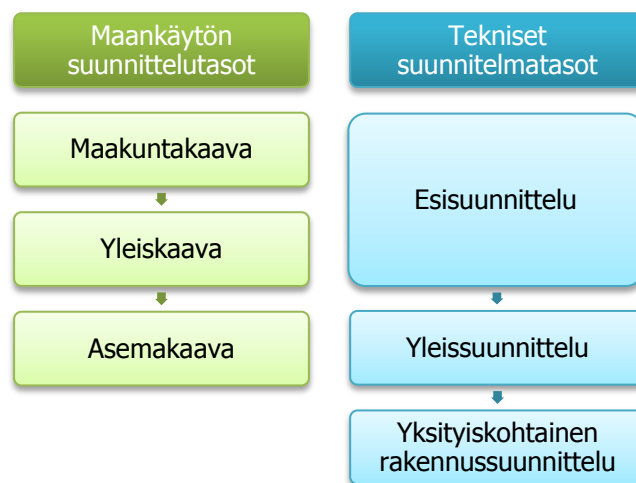 Maankäytön
suunnittelutasot
Maakuntakaava
Yleiskaava
Asemakaava
Tekniset
suunnitelmatasot
Esisuunnittelu
Yleissuunnittelu
Yksityiskohtainen
rakennussuunnittelu